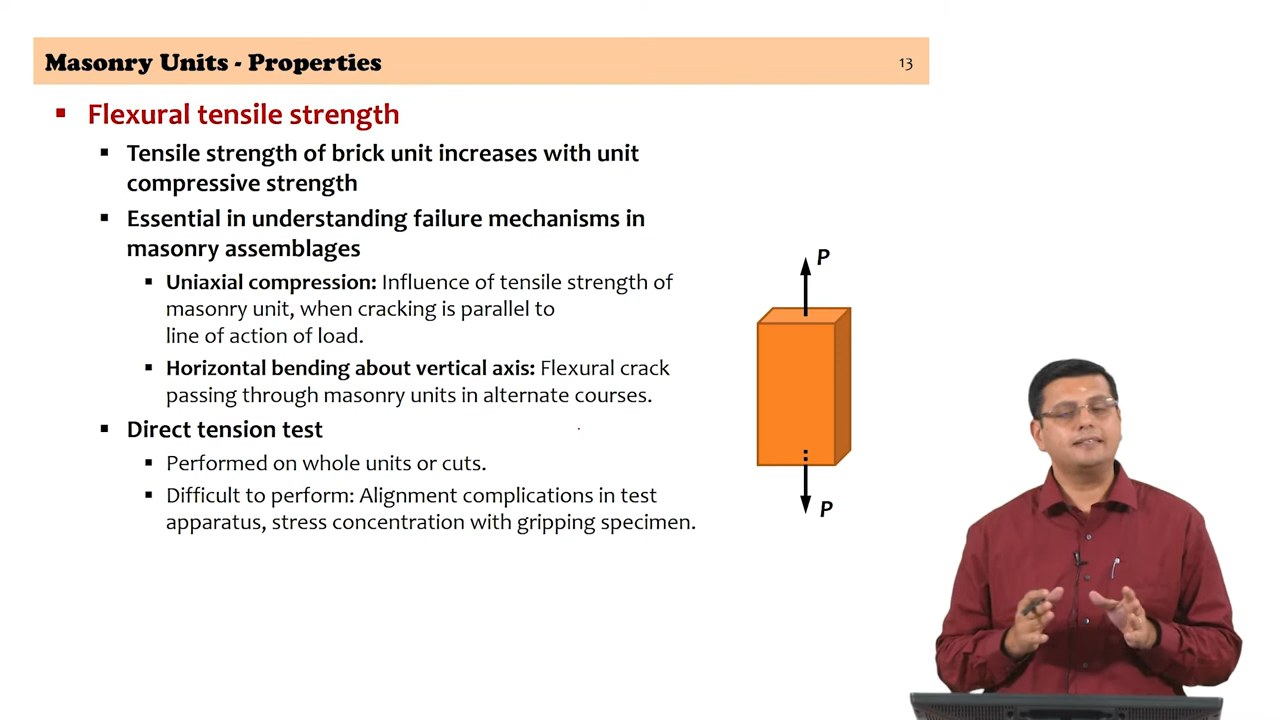 Masonry Units - Properties
13
▪ Flexural tensile strength
▪ Tensile strength of brick unit increases with unit
compressive strength
▪ Essential in understanding failure mechanisms in
masonry assemblages
▪ Uniaxial compression: Influence of tensile strength of
masonry unit, when cracking is parallel to
line of action of load.
▪ Horizontal bending about vertical axis: Flexural crack
passing through masonry units in alternate courses.
▪ Direct tension test
▪ Performed on whole units or cuts.
▪ Difficult to perform: Alignment complications in test
apparatus, stress concentration with gripping specimen.
P
P